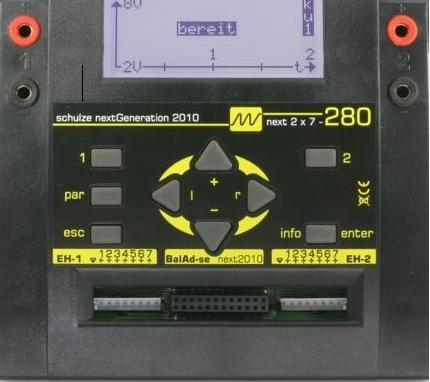 8V
ku1
bereit
1 2
2V t
+ +
1 2
- -
schulze nextGeneration 2010 next 2 x 7 - 280
1 2
par + l r
esc - info enter
1234567 1234567
EH-1 BalAd-se next2010 EH-2